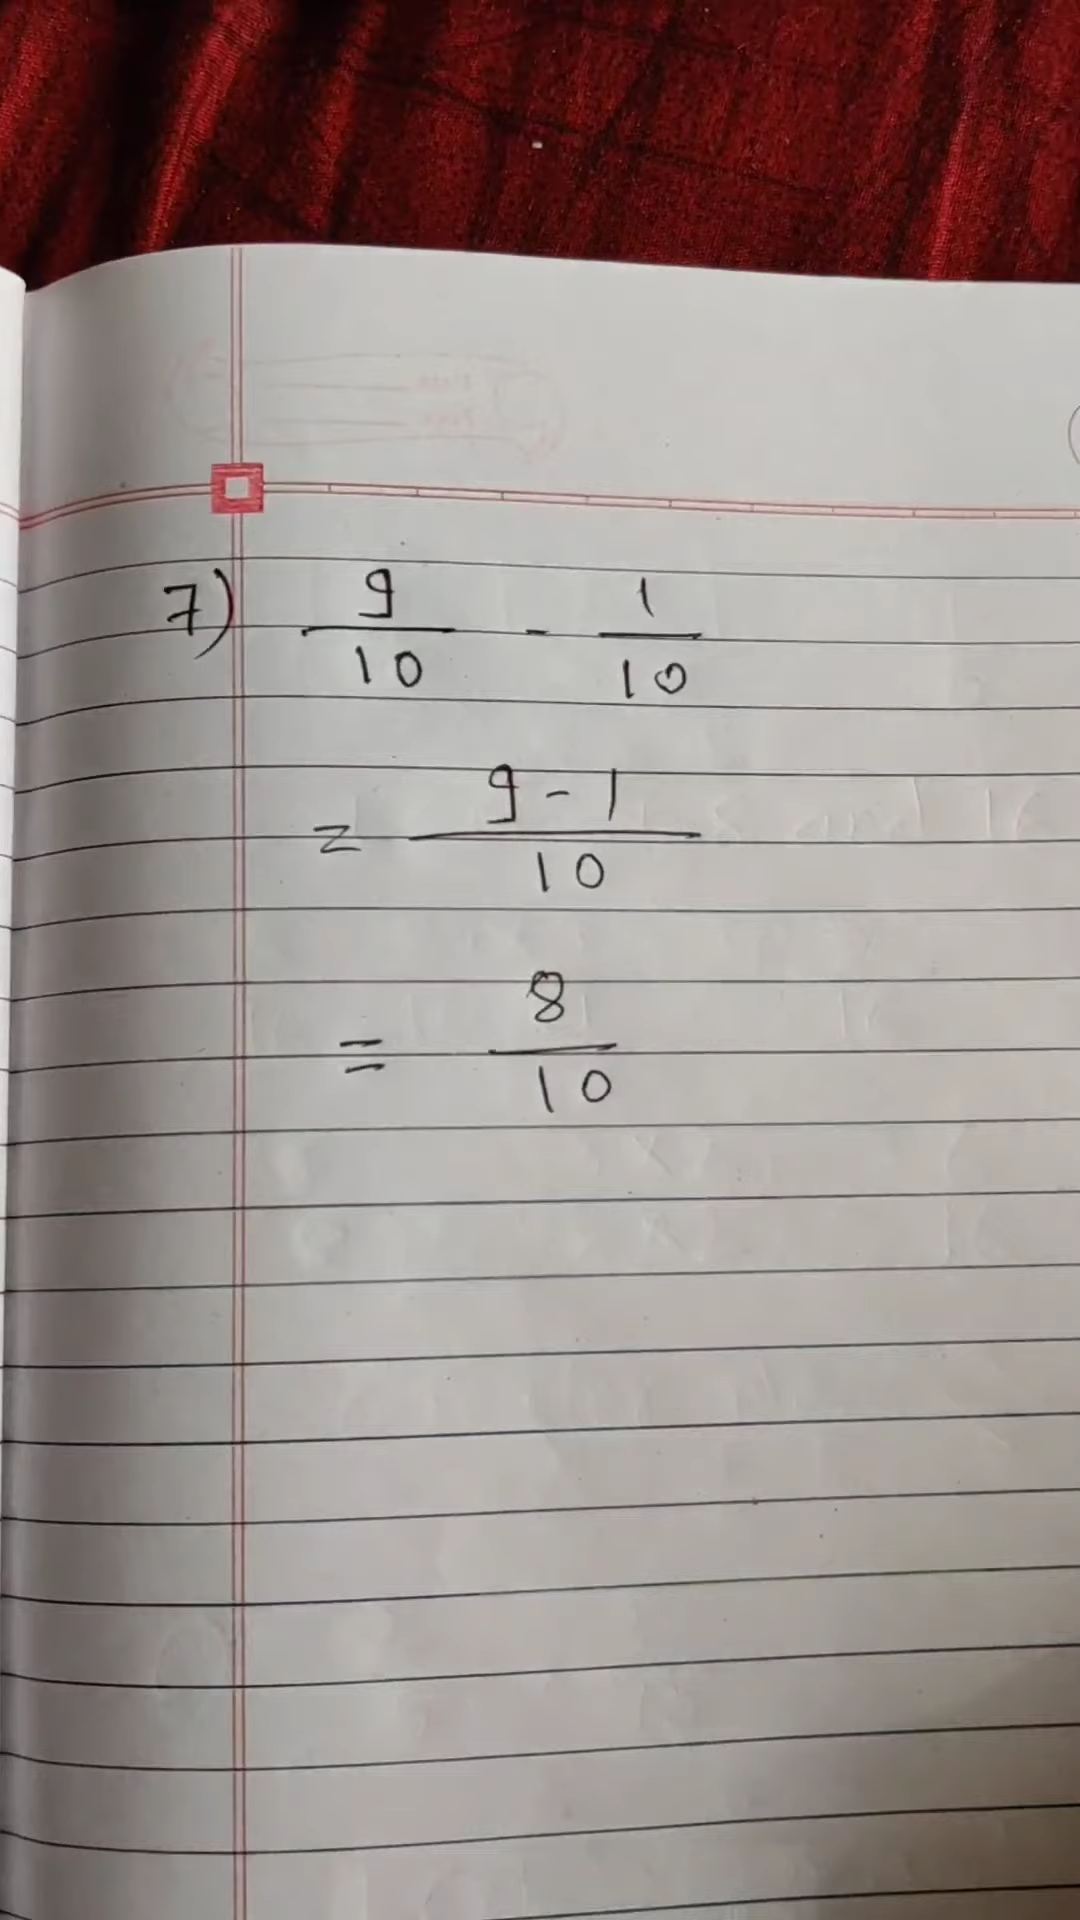 7) 9/10 - 1/10
= 9-1/10
= 8/10